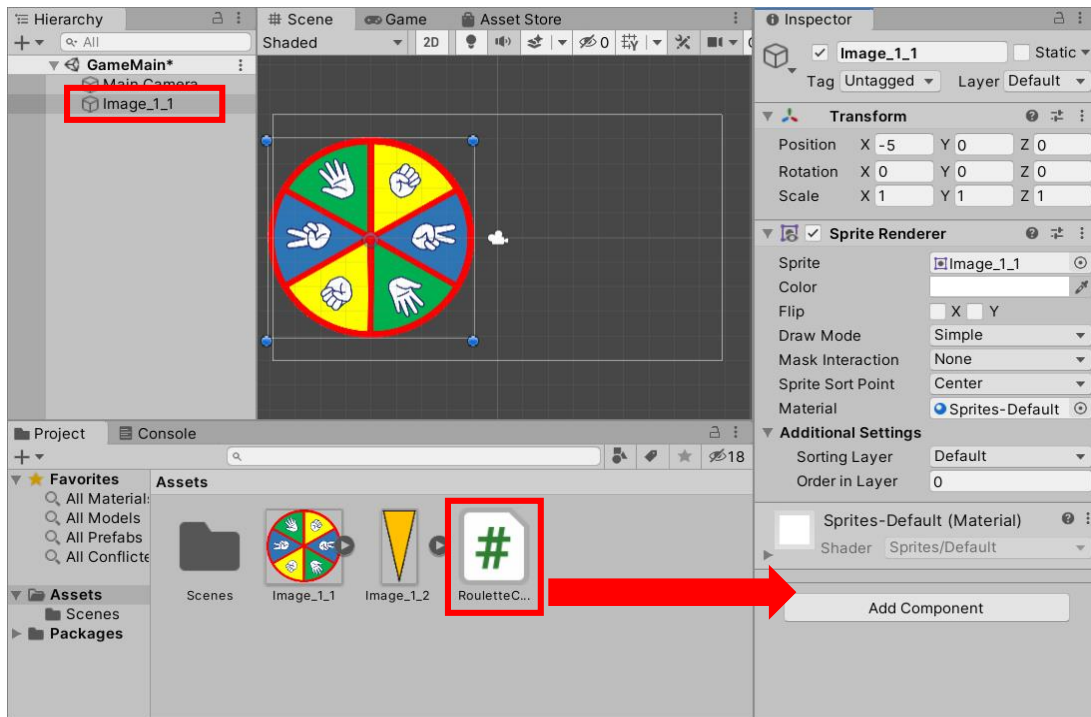 Hierarchy
All
GameMain*
Main Camera
Image_1_1
Scene
Game
Asset Store
Shaded
2D
0
Inspector
Image_1_1
Static
Tag Untagged Layer Default
Transform
Position X -5 Y 0 Z 0
Rotation X 0 Y 0 Z 0
Scale X 1 Y 1 Z 1
Sprite Renderer
Sprite Image_1_1
Color
Flip X Y
Draw Mode Simple
Mask Interaction None
Sprite Sort Point Center
Material Sprites-Default
Additional Settings
Sorting Layer Default
Order in Layer 0
Sprites-Default (Material)
Shader Sprites/Default
Add Component
Project
Console
18
Favorites
All Materials
All Models
All Prefabs
All Conflicte
Assets
Scenes
Packages
Assets
Scenes
Image_1_1
Image_1_2
#
RouletteC...